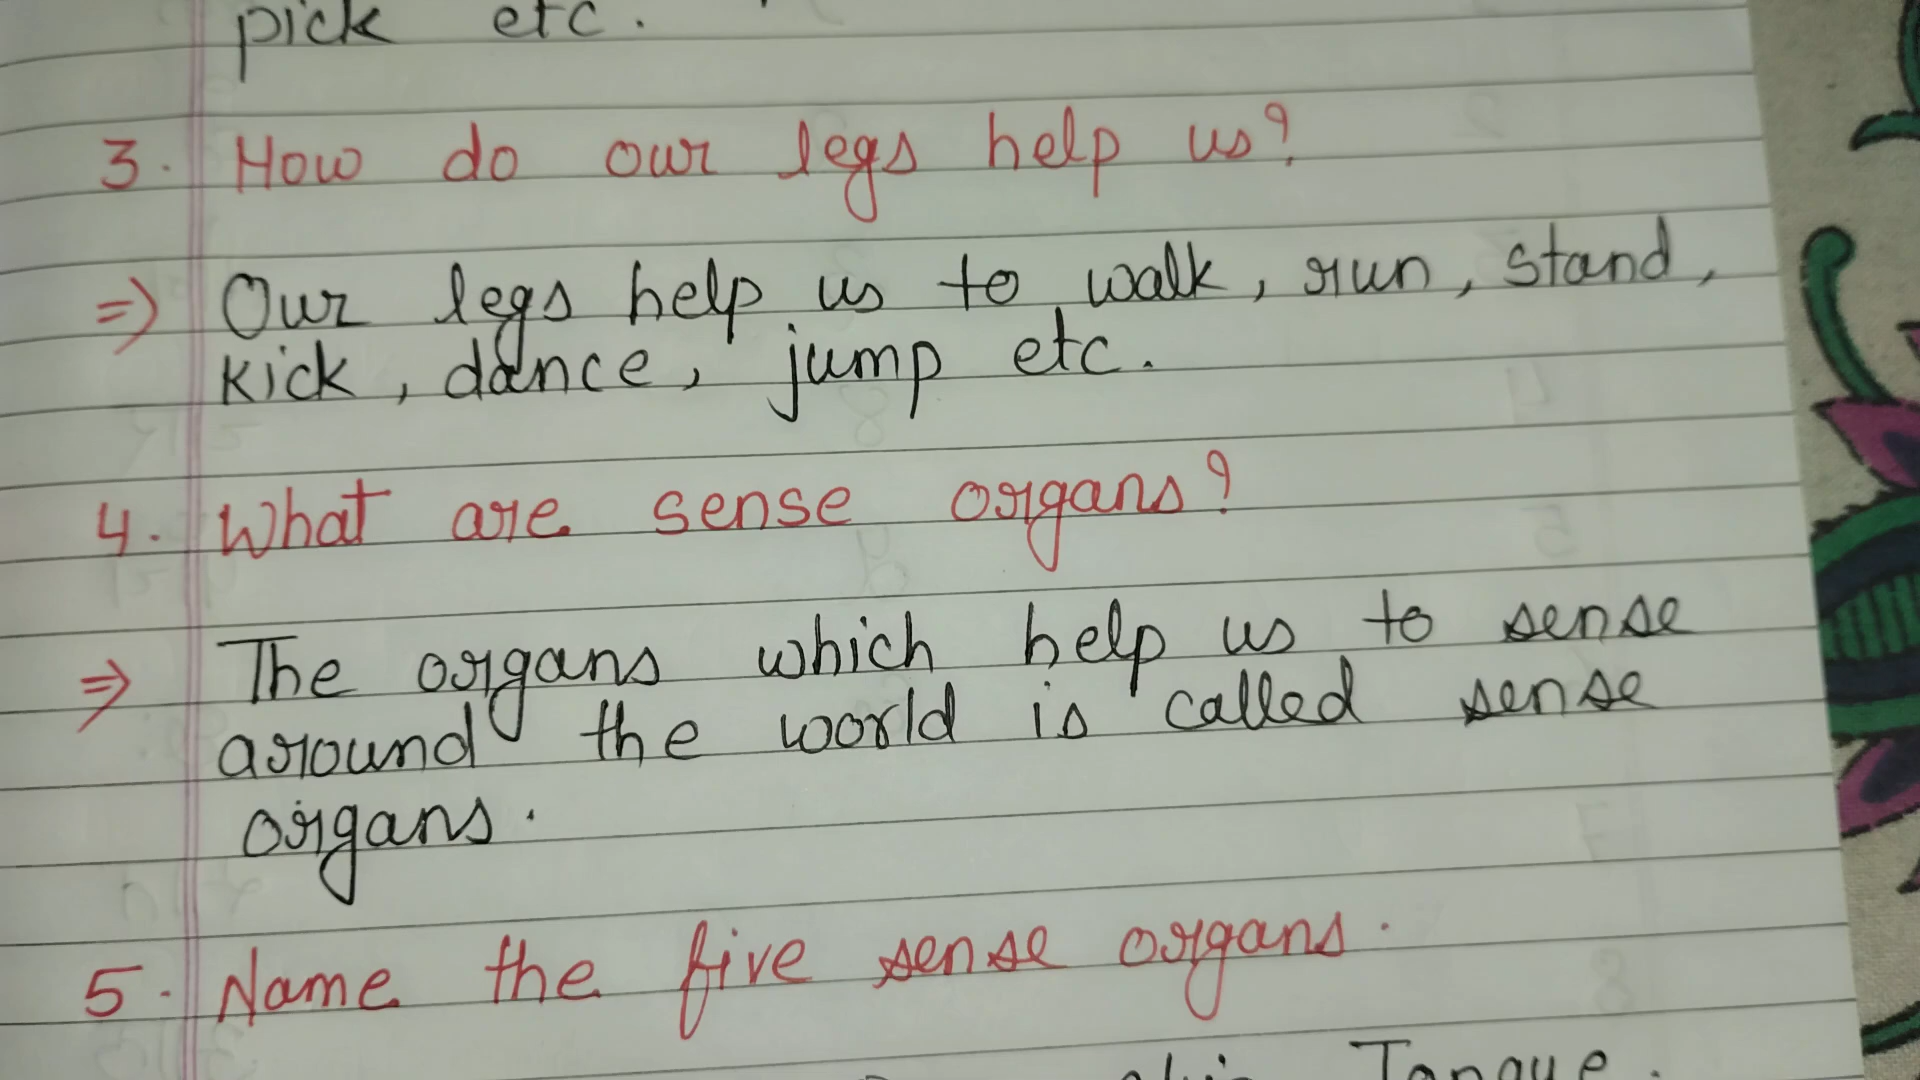 pick etc.
3. How do our legs help us?
=> Our legs help us to walk, run, stand,
kick, dance, jump etc.
4. What are sense organs?
=> The organs which help us to sense
around the world is called sense
organs.
5. Name the five sense organs.
Tongue.